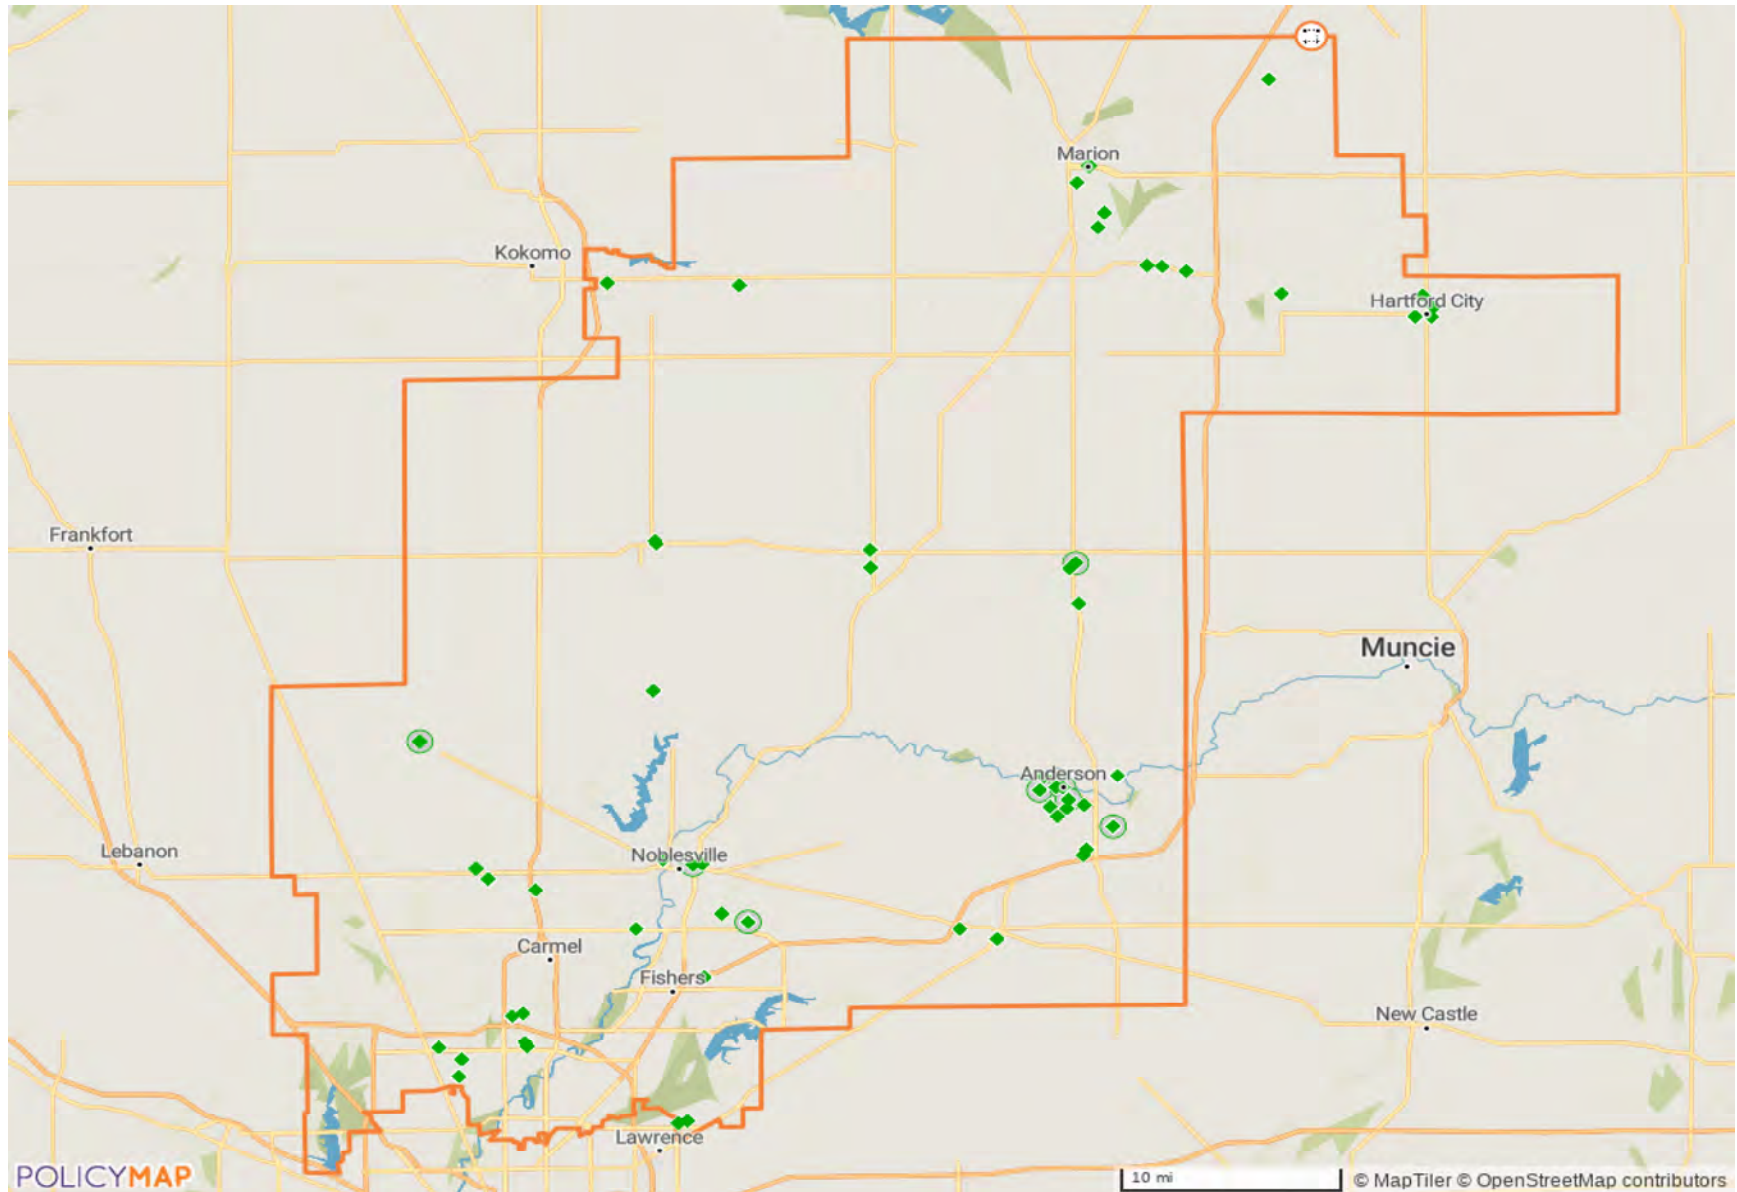 Marion
Kokomo
Hartford City
Frankfort
Muncie
Anderson
Lebanon
Noblesville
Carmel
Fishers
New Castle
Lawrence
POLICYMAP
10 mi
© MapTiler © OpenStreetMap contributors